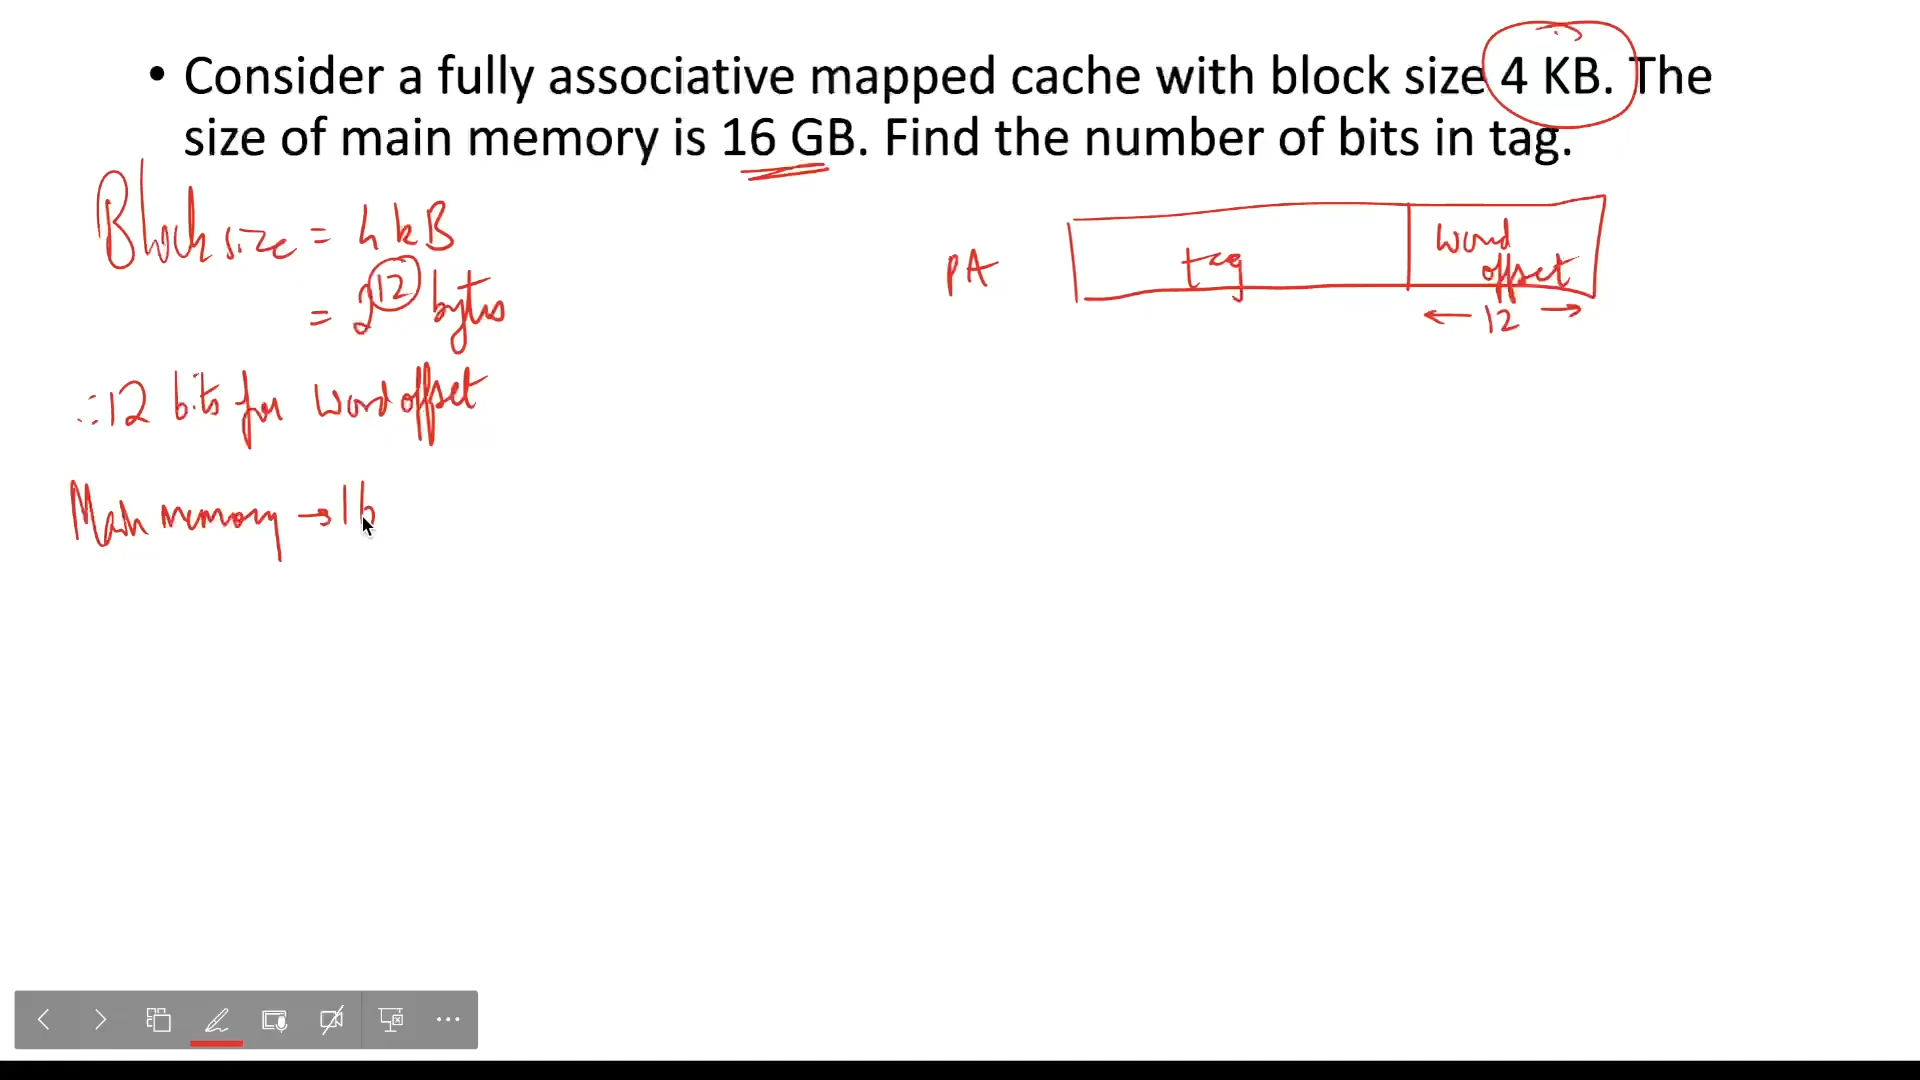 • Consider a fully associative mapped cache with block size 4 KB. The
size of main memory is 16 GB. Find the number of bits in tag.
Block size = 4 kB
= 2^12 bytes
∴ 12 bits for word offset
Main memory → 16
PA tag word offset
← 12 →